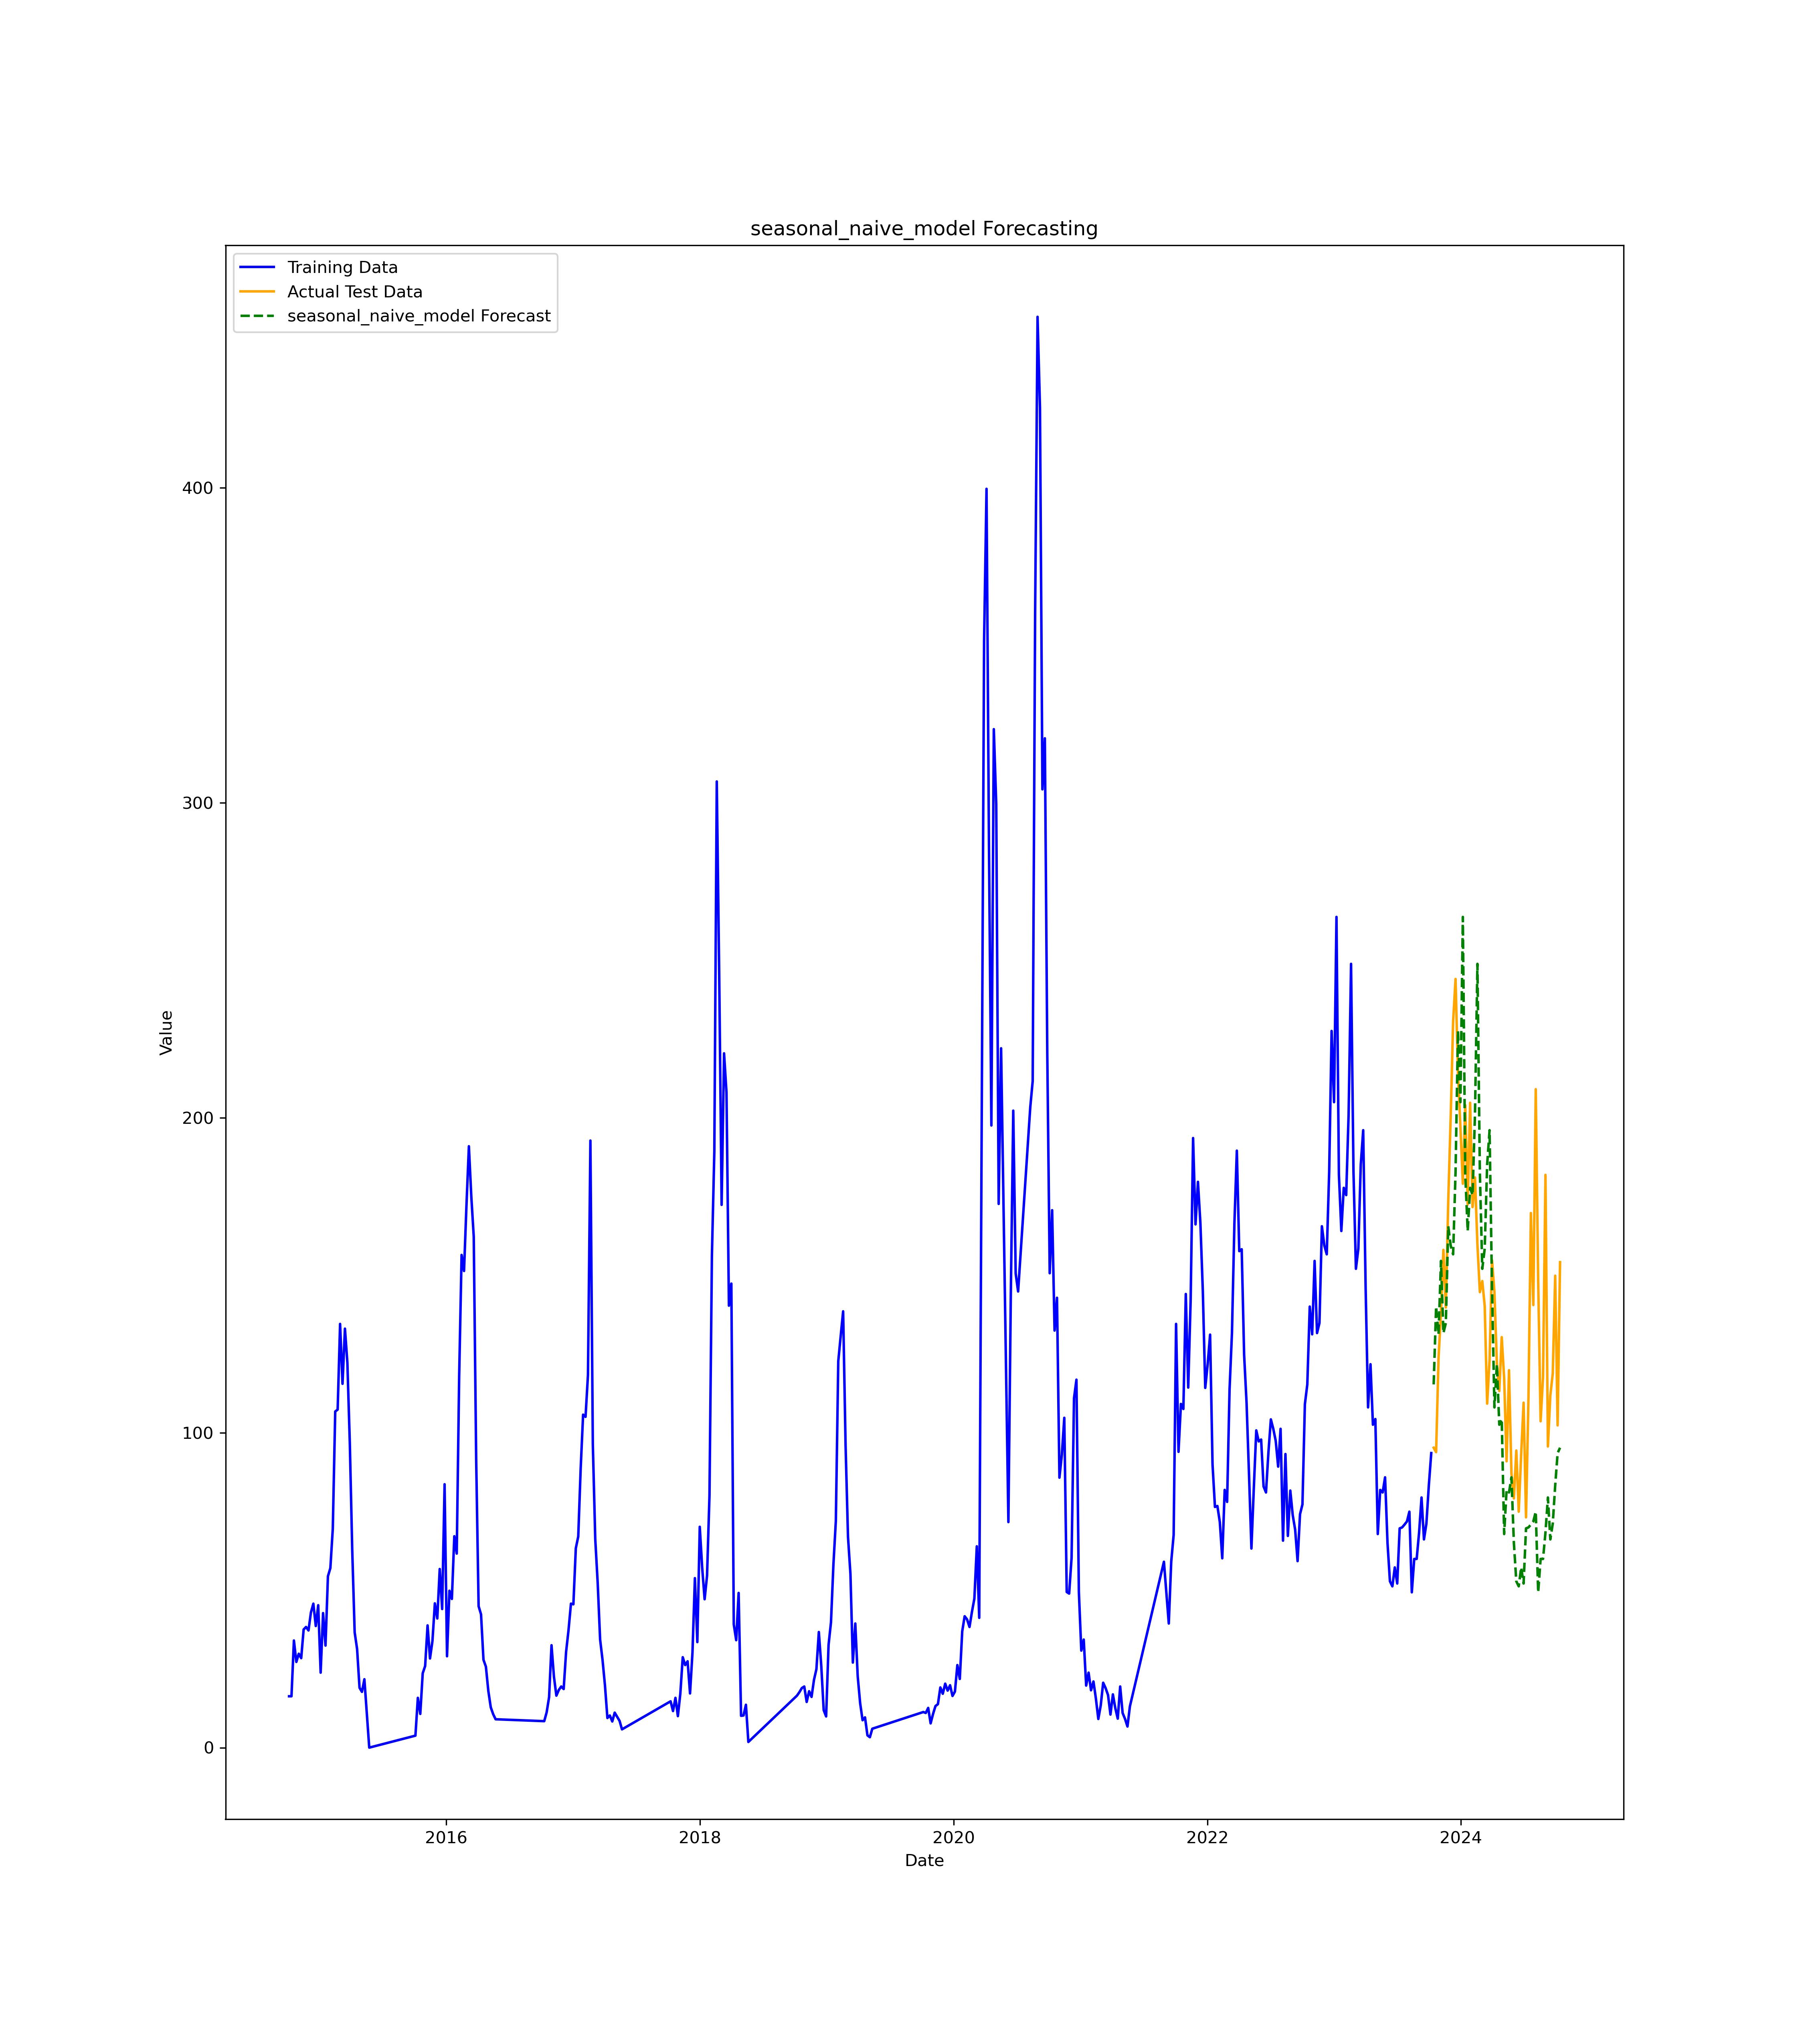 seasonal_naive_model Forecasting
Training Data
Actual Test Data
seasonal_naive_model Forecast
Value
400
300
200
100
0
2016 2018 2020 2022 2024
Date